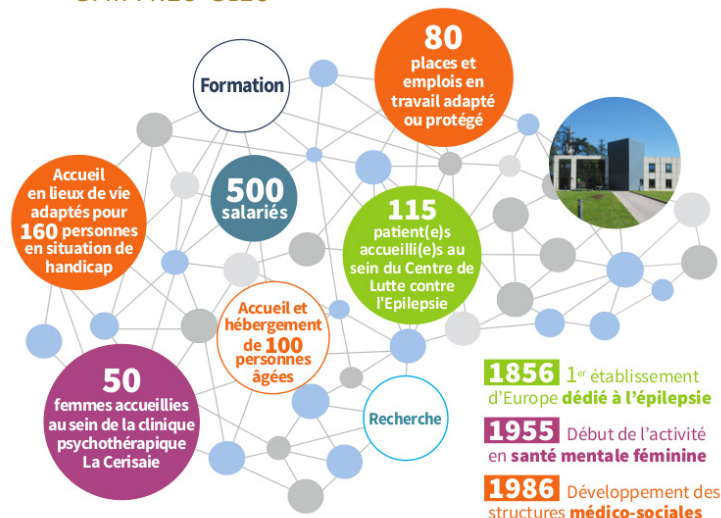 Formation
80
places et
emplois en
travail adapté
ou protégé
Accueil
en lieux de vie
adaptés pour
160 personnes
en situation de
handicap
500
salariés
115
patient(e)s
accueilli(e)s au
sein du Centre de
Lutte contre
l'Epilepsie
Accueil et
hébergement
de 100
personnes
âgées
50
femmes accueillies
au sein de la clinique
psychothérapique
La Cerisaie
Recherche
1856 1er établissement
d'Europe dédié à l'épilepsie
1955 Début de l'activité
en santé mentale féminine
1986 Développement des
structures médico-sociales